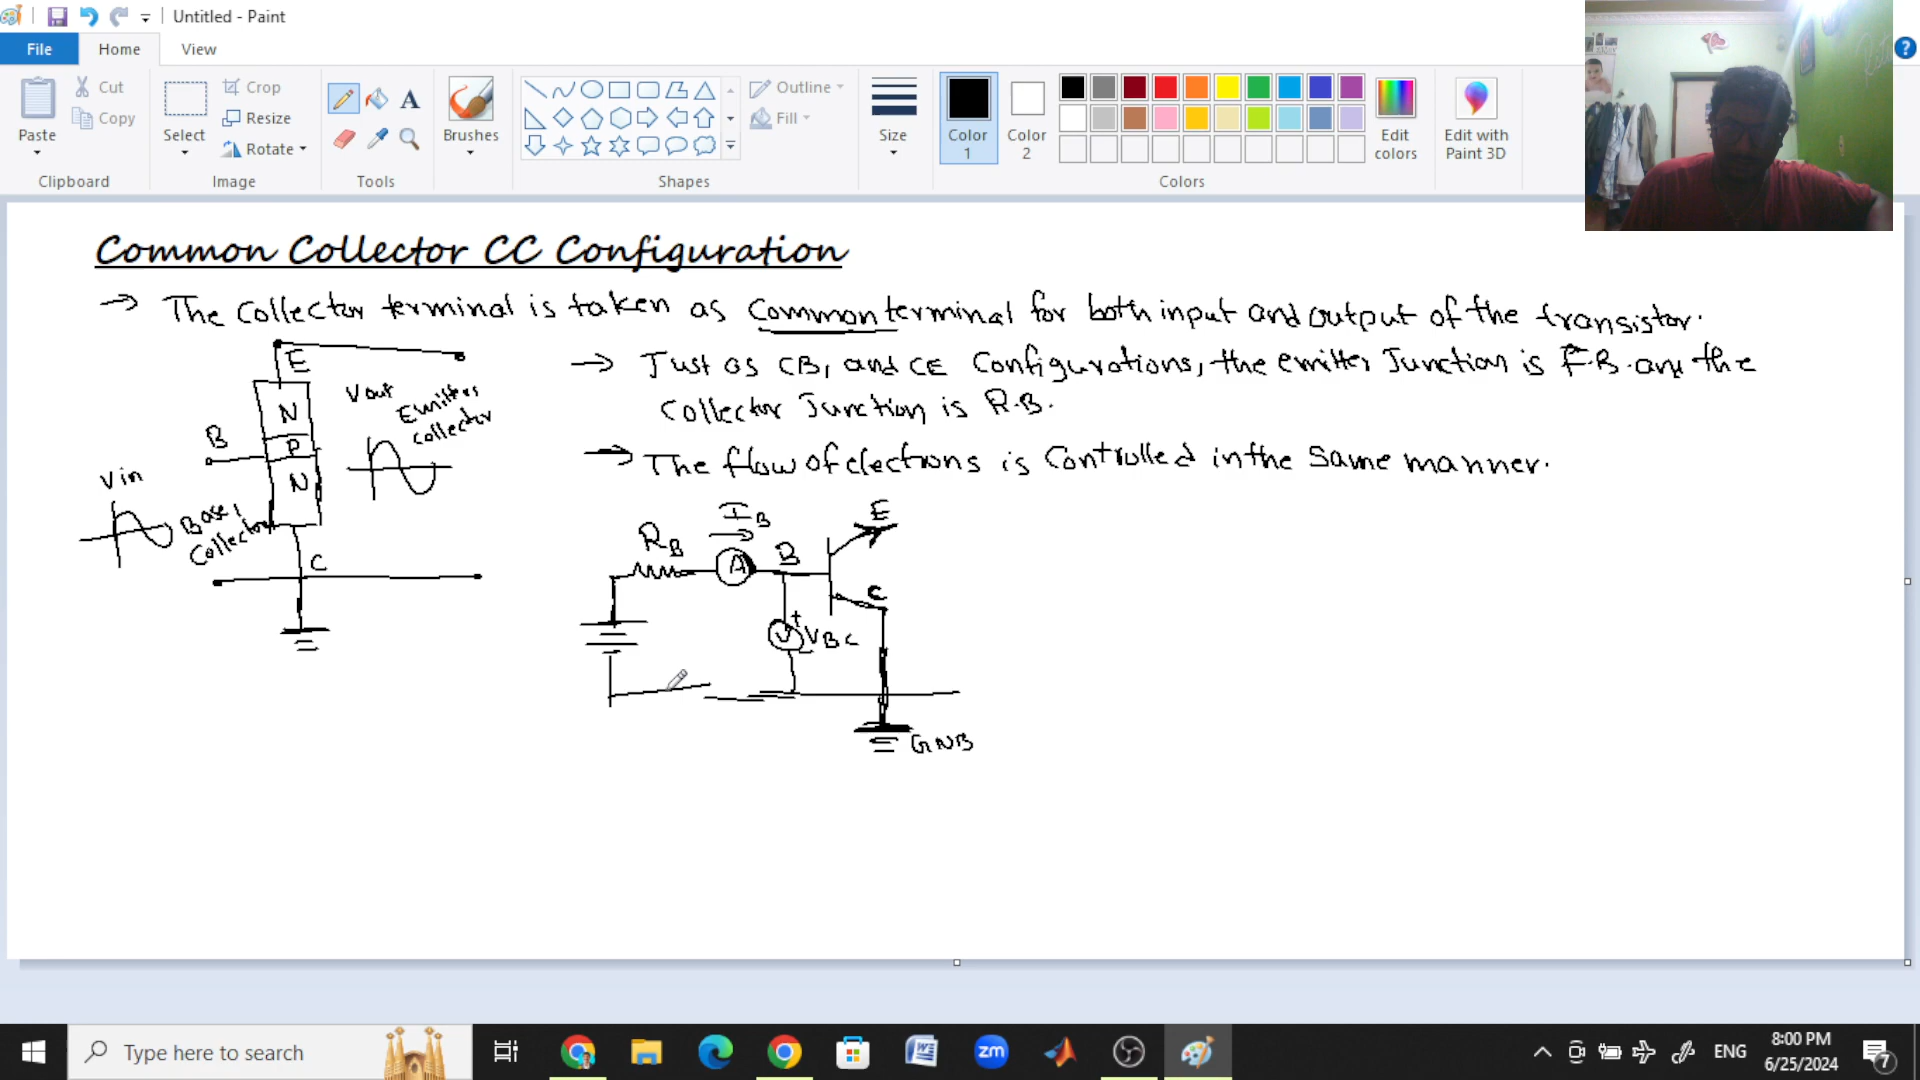 Untitled - Paint
File Home View
Paste
Cut
Copy
Clipboard
Select
Crop
Resize
Rotate
Image
Tools
Brushes
Shapes
Outline
Fill
Size
Color 1
Color 2
Colors
Edit colors
Edit with Paint 3D
Common Collector CC Configuration
→ The Collector terminal is taken as Common terminal for both input and output of the transistor.
→ Just as CB, and CE Configurations, the emitter Junction is F.B. and the
Collector Junction is R.B.
→ The flow of electrons is Controlled in the Same manner.
E
N
P
N
B
C
Vout
Emitter
Collector
Vin
Base,
Collector
RB
IB
A
B
E
C
V
+
-
VBC
GND
Type here to search
W
zm
ENG
8:00 PM
6/25/2024
7